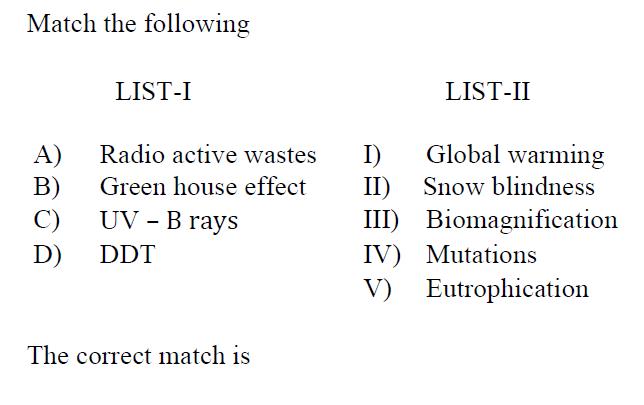 Match the following
LIST-I LIST-II
A) Radio active wastes I) Global warming
B) Green house effect II) Snow blindness
C) UV – B rays III) Biomagnification
D) DDT IV) Mutations
V) Eutrophication
The correct match is